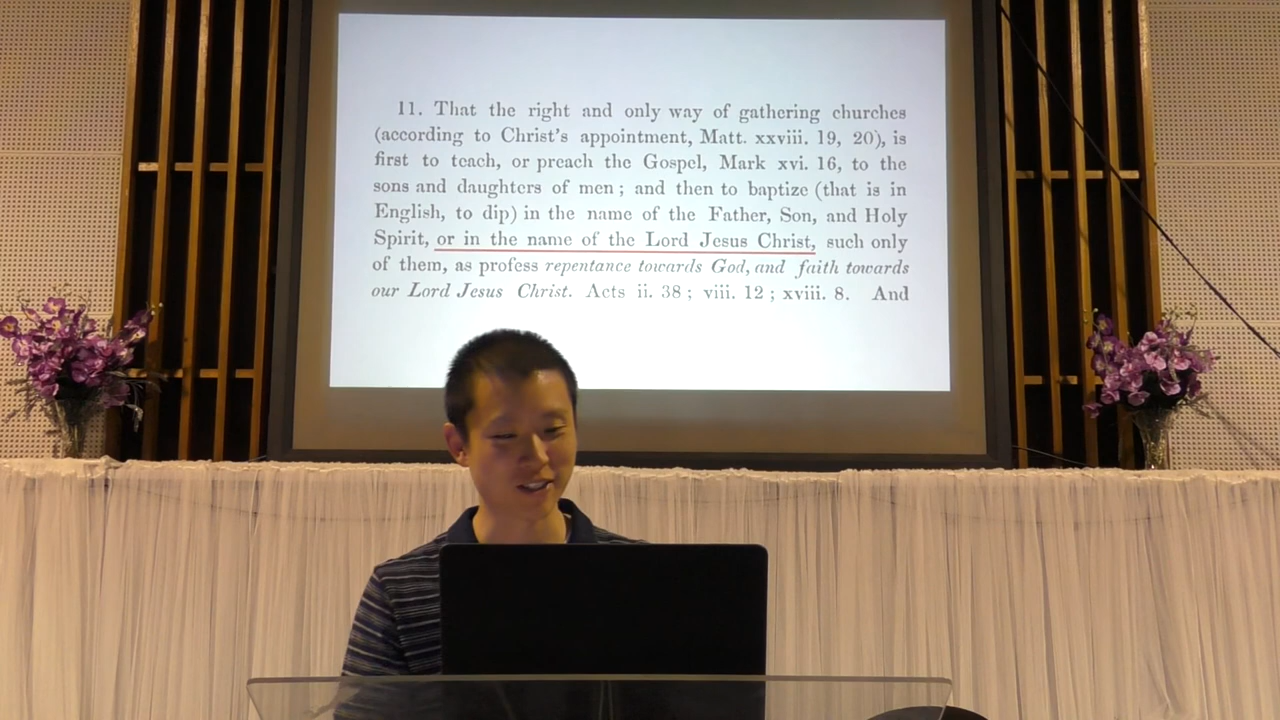 11. That the right and only way of gathering churches
(according to Christ's appointment, Matt. xxviii. 19, 20), is
first to teach, or preach the Gospel, Mark xvi. 16, to the
sons and daughters of men; and then to baptize (that is in
English, to dip) in the name of the Father, Son, and Holy
Spirit, or in the name of the Lord Jesus Christ, such only
of them, as profess repentance towards God, and faith towards
our Lord Jesus Christ. Acts ii. 38; viii. 12; xviii. 8. And